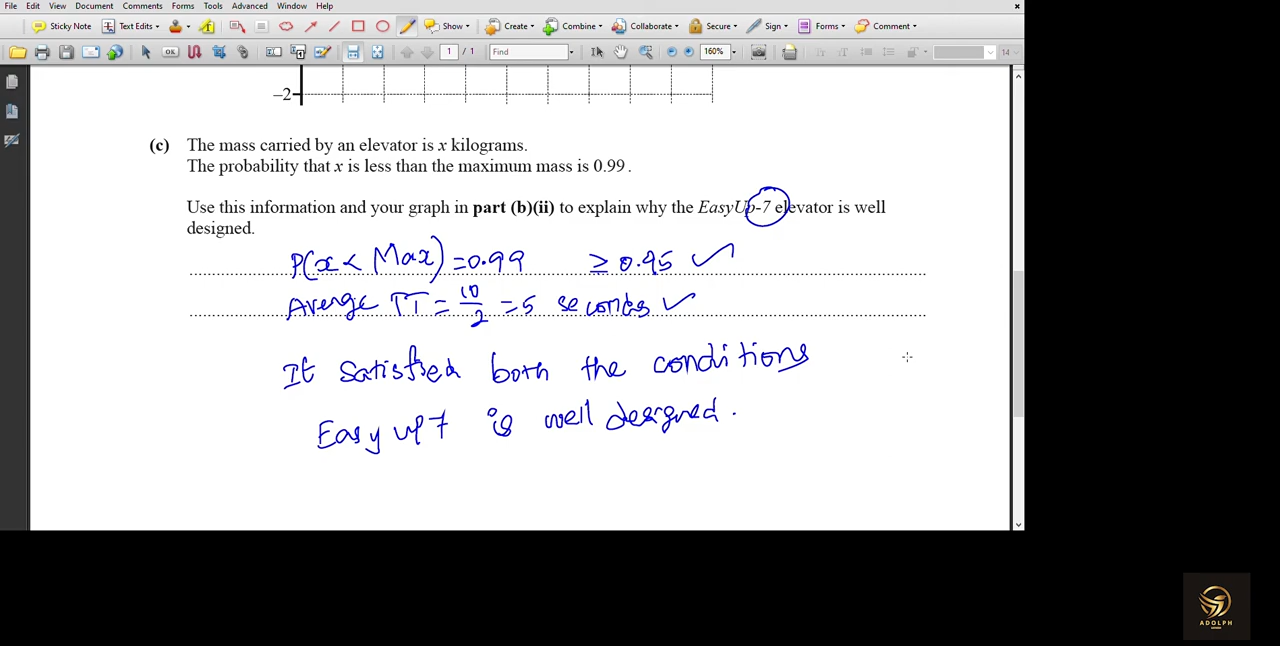 File Edit View Document Comments Forms Tools Advanced Window Help
Sticky Note Text Edits Show Create Combine Collaborate Secure Sign Forms Comment
1 / 1 Find 160% 14
–2
(c) The mass carried by an elevator is x kilograms.
The probability that x is less than the maximum mass is 0.99.
Use this information and your graph in part (b)(ii) to explain why the EasyUp-7 elevator is well
designed.
P(x < Max) = 0.99 ≥ 0.95 ✓
Average TT = 10/2 = 5 seconds ✓
It satisfied both the conditions
Easy up 7 is well designed.
ADOLPH